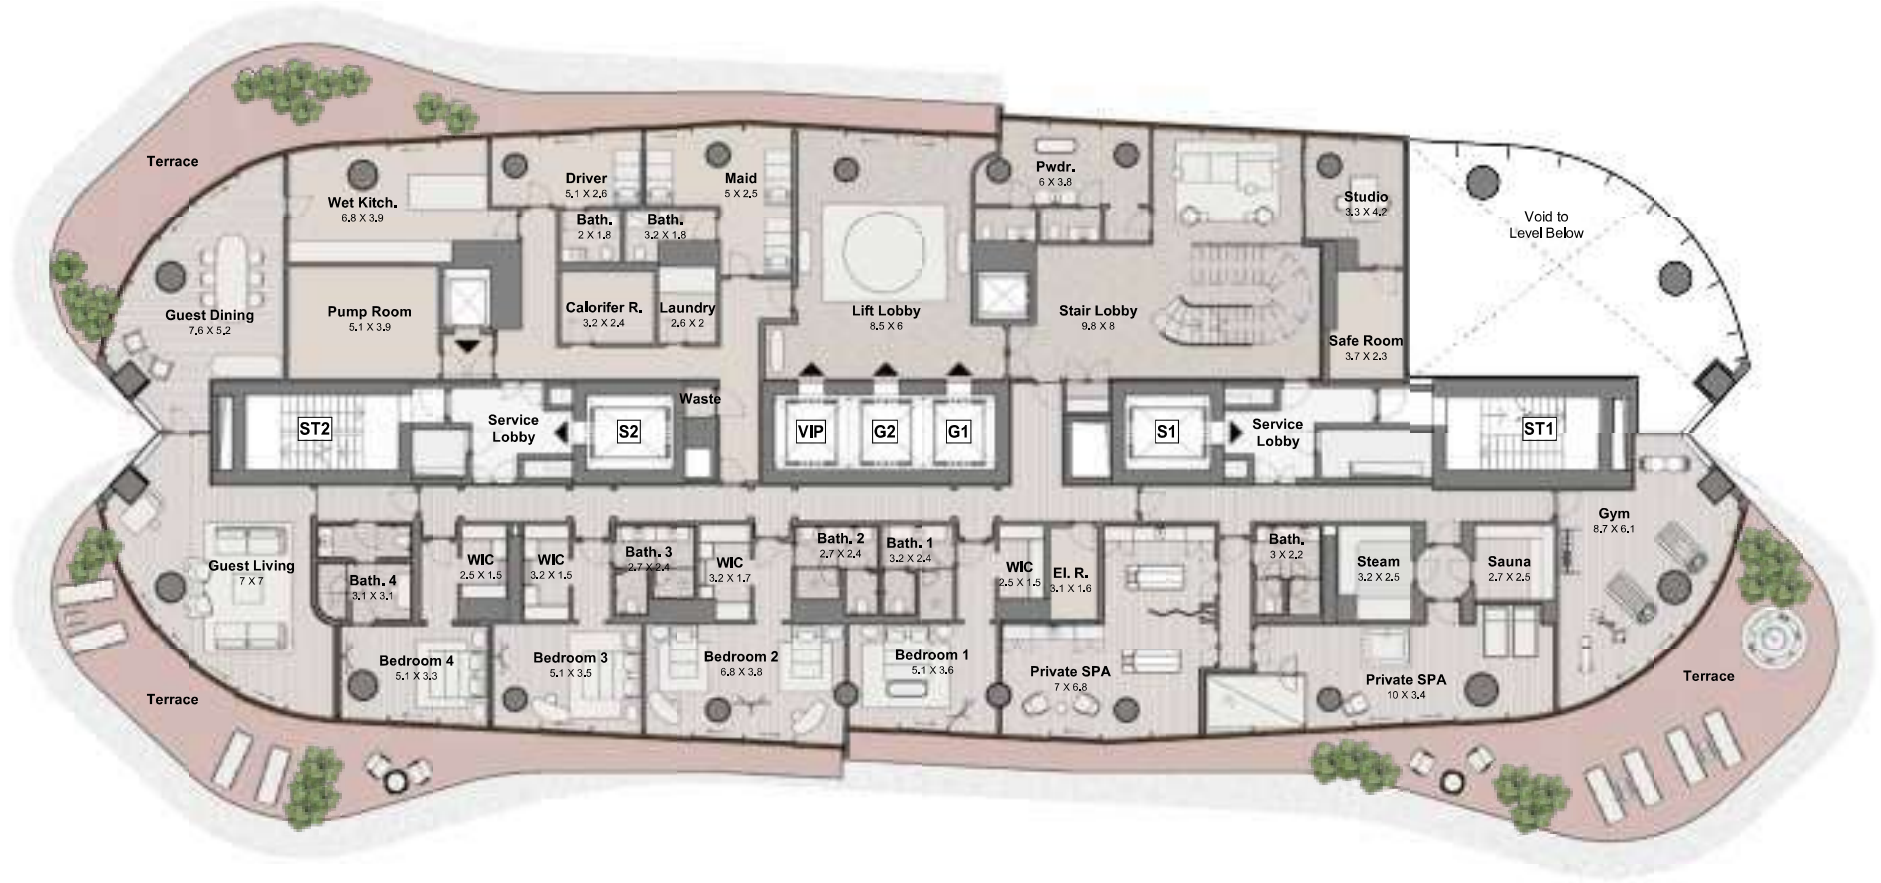 Terrace
Wet Kitch.
6.8 X 3.9
Driver
5.1 X 2.6
Maid
5 X 2.5
Bath.
2 X 1.8
Bath.
3.2 X 1.8
Pwdr.
6 X 3.8
Studio
3.3 X 4.2
Void to
Level Below
Guest Dining
7.6 X 5.2
Pump Room
5.1 X 3.9
Calorifer R.
3.2 X 2.4
Laundry
2.6 X 2
Lift Lobby
8.5 X 6
Stair Lobby
9.8 X 8
Safe Room
3.7 X 2.3
ST2
Service
Lobby
S2
Waste
VIP
G2
G1
S1
Service
Lobby
ST1
Guest Living
7 X 7
Bath. 4
3.1 X 3.1
WIC
2.5 X 1.5
WIC
3.2 X 1.5
Bath. 3
2.7 X 2.4
WIC
3.2 X 1.7
Bath. 2
2.7 X 2.4
Bath. 1
3.2 X 2.4
WIC
2.5 X 1.5
El. R.
3.1 X 1.6
Bath.
3 X 2.2
Steam
3.2 X 2.5
Sauna
2.7 X 2.5
Gym
8.7 X 6.1
Bedroom 4
5.1 X 3.3
Bedroom 3
5.1 X 3.5
Bedroom 2
6.8 X 3.8
Bedroom 1
5.1 X 3.6
Private SPA
7 X 6.8
Private SPA
10 X 3.4
Terrace
Terrace